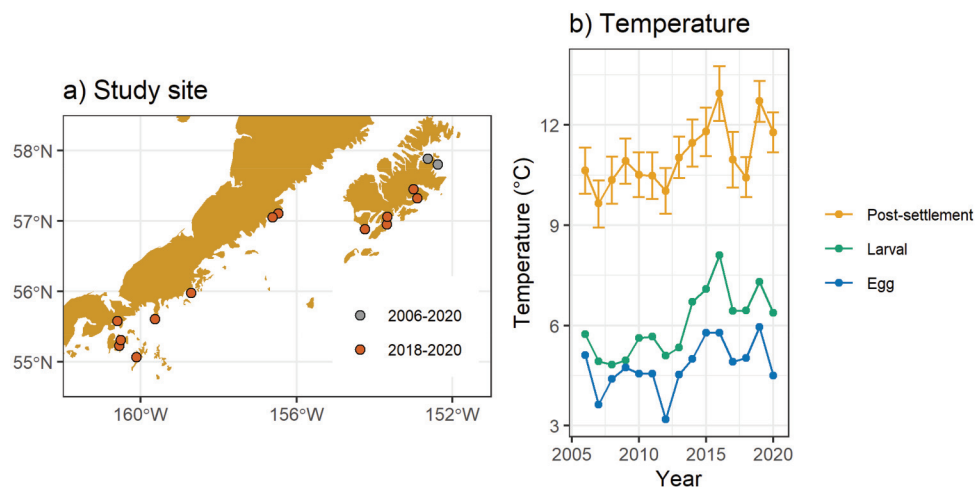 a) Study site
58°N
57°N
56°N
55°N
160°W
156°W
152°W
2006-2020
2018-2020
b) Temperature
Temperature (°C)
12
9
6
3
2005
2010
2015
2020
Year
Post-settlement
Larval
Egg